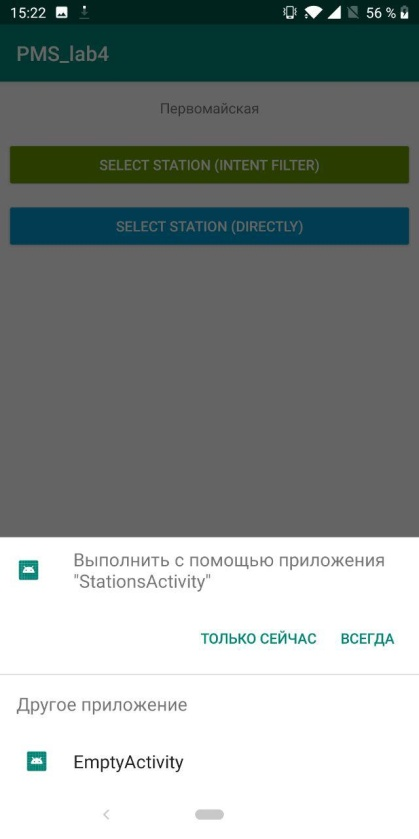 15:22
56 %
PMS_lab4
Первомайская
SELECT STATION (INTENT FILTER)
SELECT STATION (DIRECTLY)
Выполнить с помощью приложения
"StationsActivity"
ТОЛЬКО СЕЙЧАС
ВСЕГДА
Другое приложение
EmptyActivity